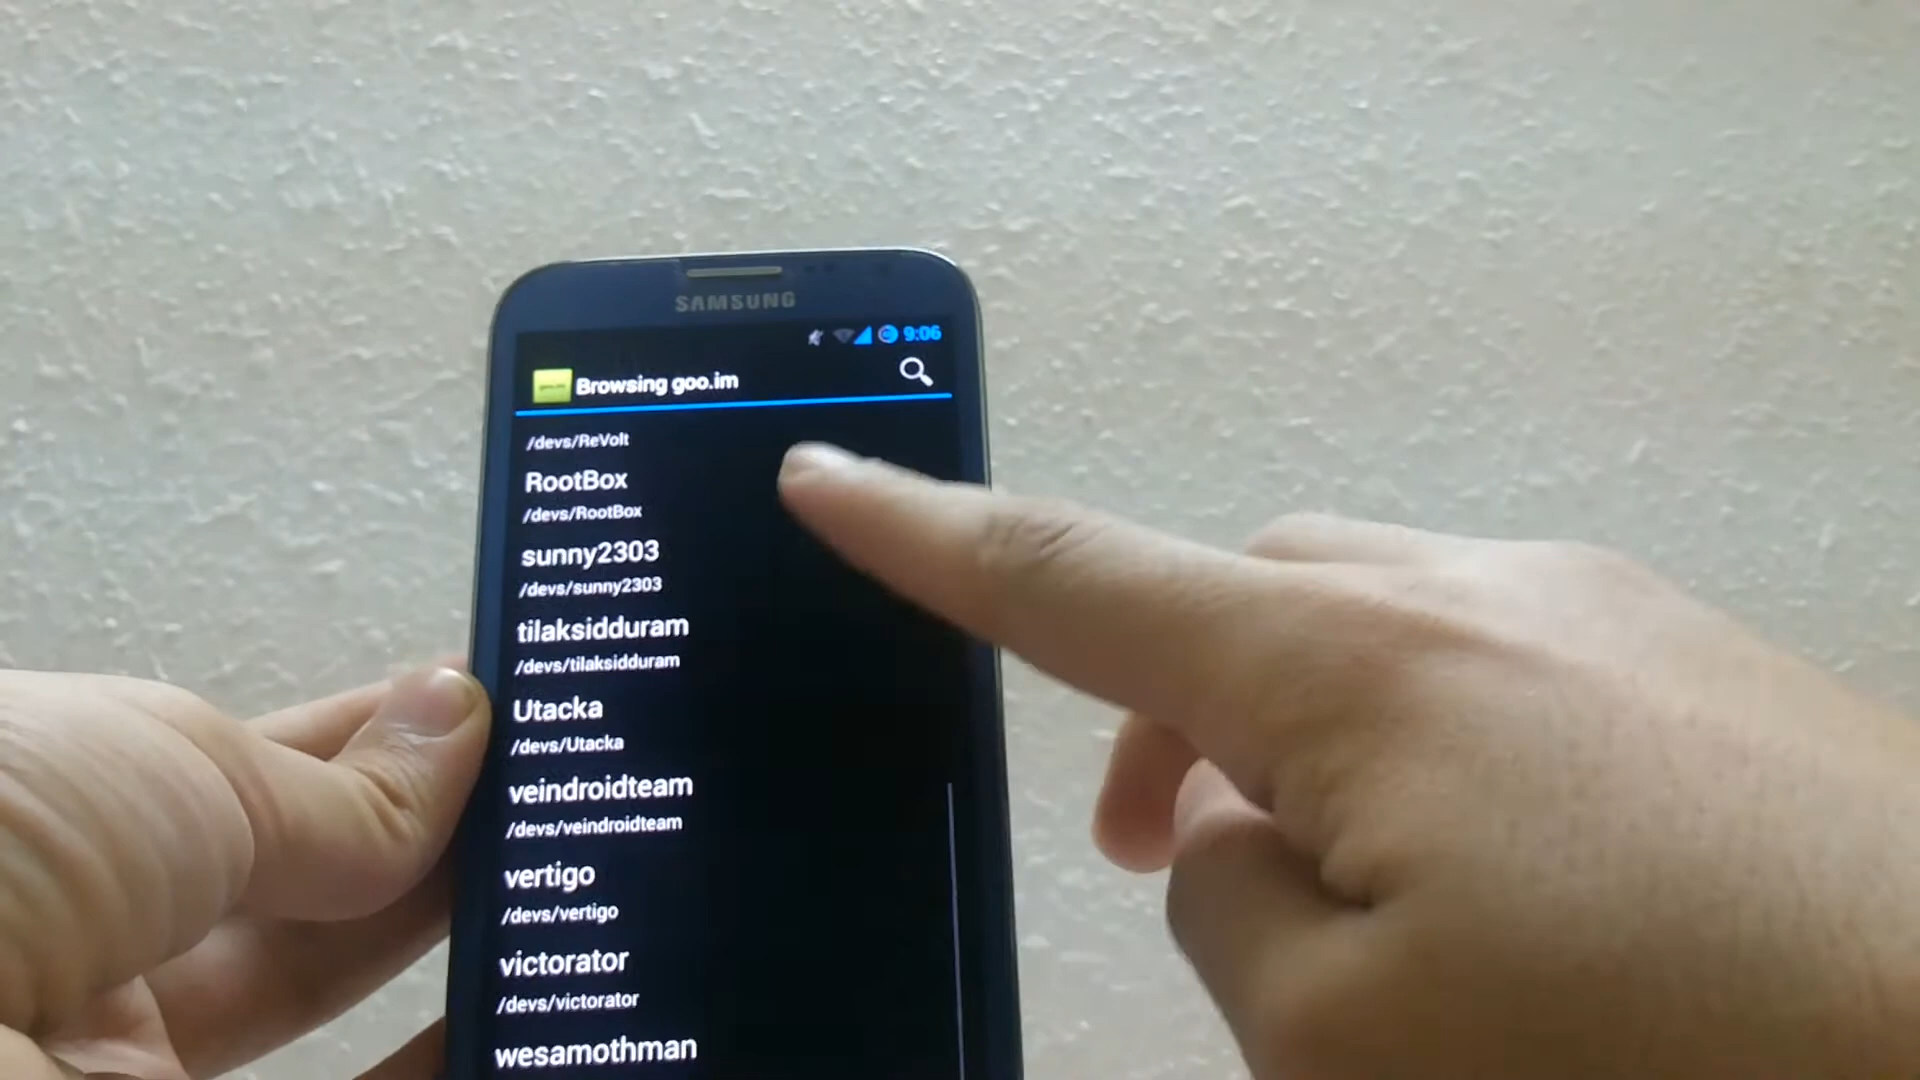 SAMSUNG
9:06
Browsing goo.im
/devs/ReVolt
RootBox
/devs/RootBox
sunny2303
/devs/sunny2303
tilaksidduram
/devs/tilaksidduram
Utacka
/devs/Utacka
veindroidteam
/devs/veindroidteam
vertigo
/devs/vertigo
victorator
/devs/victorator
wesamothman